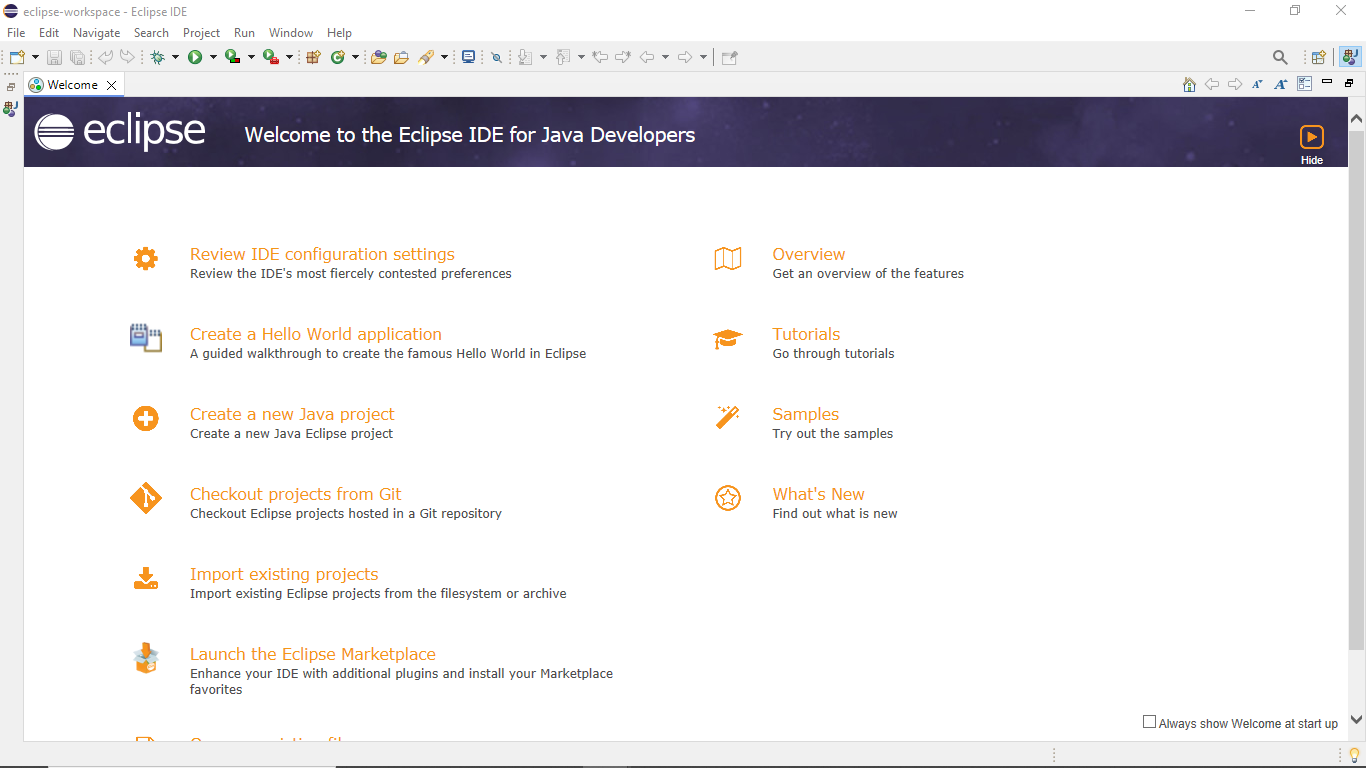 eclipse-workspace - Eclipse IDE
File Edit Navigate Search Project Run Window Help
Welcome
eclipse Welcome to the Eclipse IDE for Java Developers
Hide
Review IDE configuration settings
Review the IDE's most fiercely contested preferences
Create a Hello World application
A guided walkthrough to create the famous Hello World in Eclipse
Create a new Java project
Create a new Java Eclipse project
Checkout projects from Git
Checkout Eclipse projects hosted in a Git repository
Import existing projects
Import existing Eclipse projects from the filesystem or archive
Launch the Eclipse Marketplace
Enhance your IDE with additional plugins and install your Marketplace
favorites
Overview
Get an overview of the features
Tutorials
Go through tutorials
Samples
Try out the samples
What's New
Find out what is new
Always show Welcome at start up